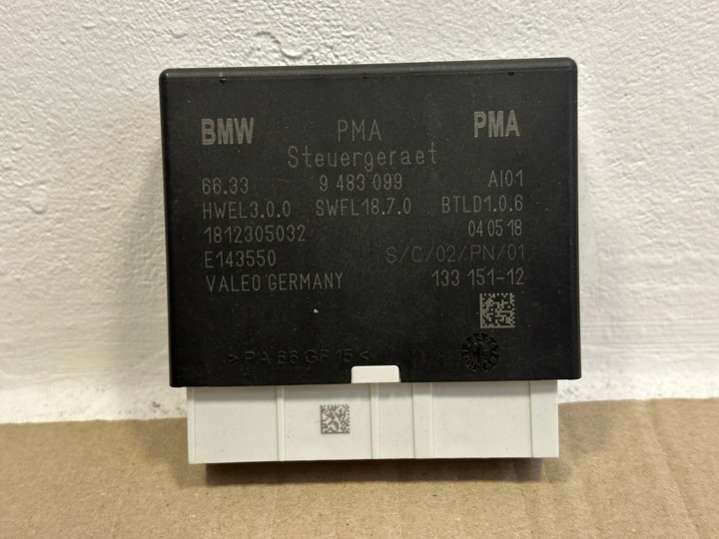 BMW PMA PMA
Steuergeraet
66.33 9 483 099 AI01
HWEL3.0.0 SWFL18.7.0 BTLD1.0.6
1812305032 04.05.18
E143550 S/C/02/PN/01
VALEO GERMANY 133 151-12
>PA 66 GF 15<